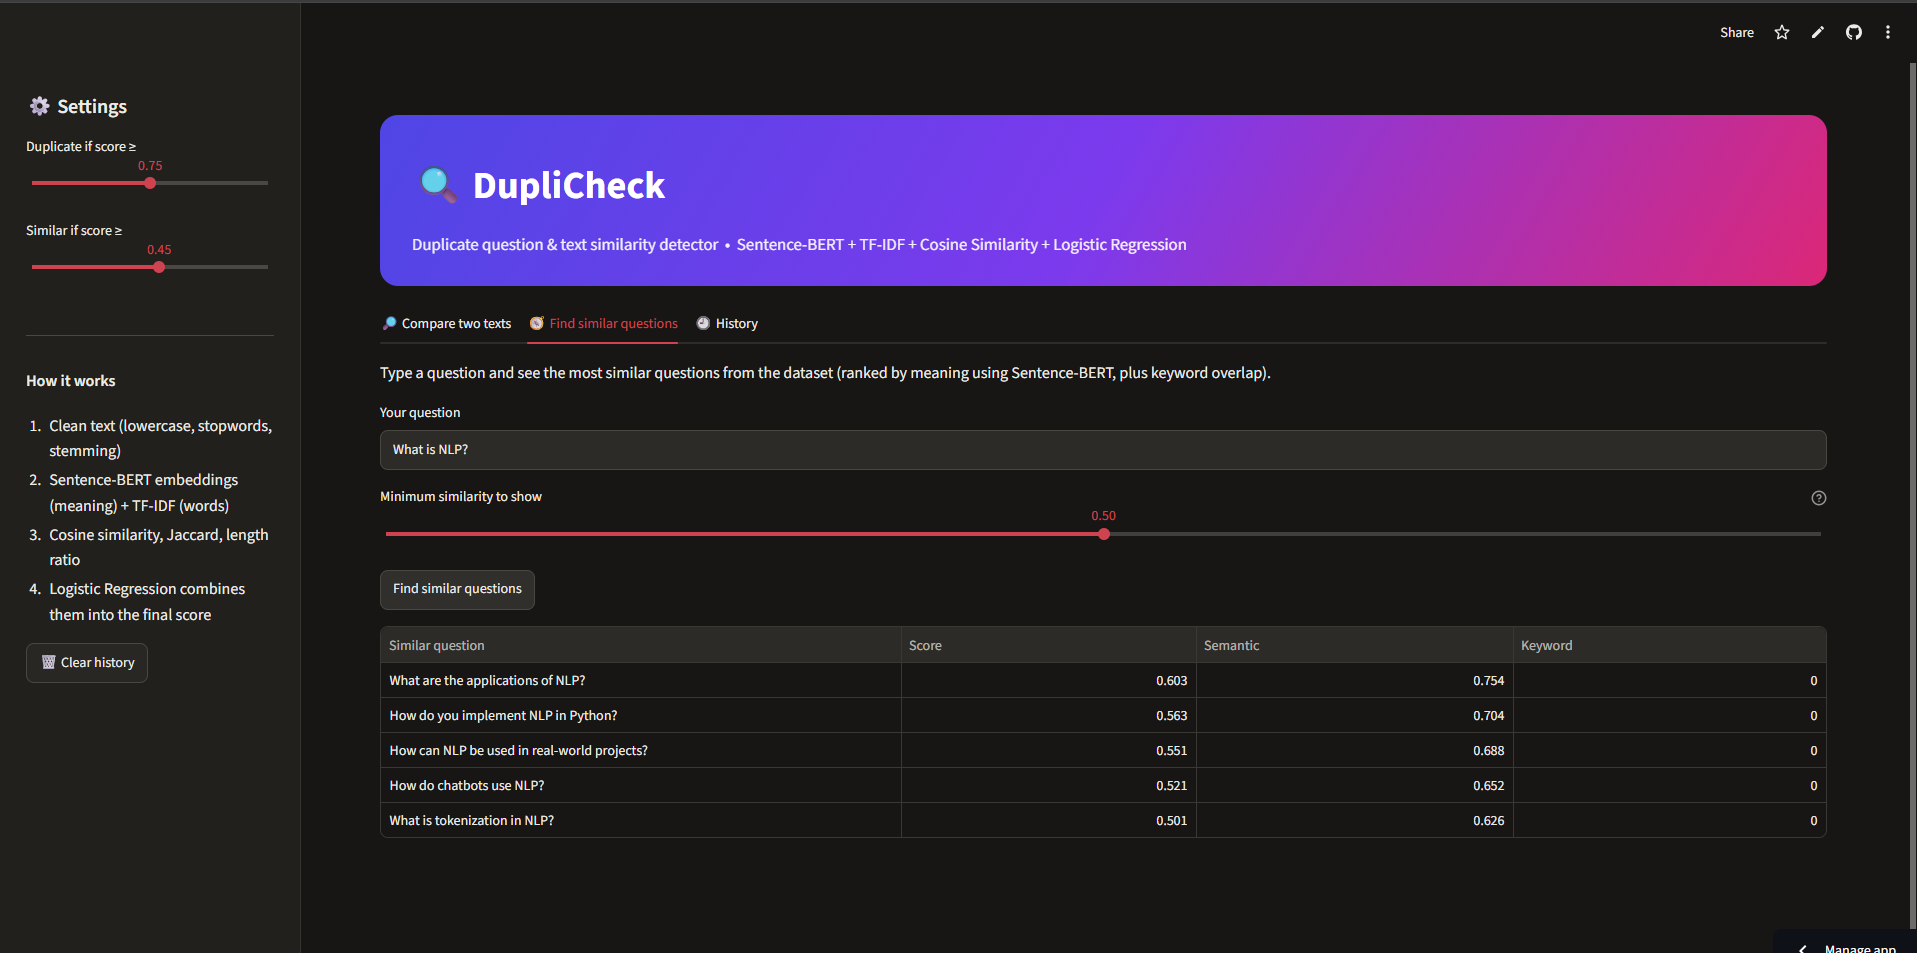 Share
Settings
Duplicate if score ≥
0.75
Similar if score ≥
0.45
How it works
1. Clean text (lowercase, stopwords,
stemming)
2. Sentence-BERT embeddings
(meaning) + TF-IDF (words)
3. Cosine similarity, Jaccard, length
ratio
4. Logistic Regression combines
them into the final score
Clear history
DupliCheck
Duplicate question & text similarity detector • Sentence-BERT + TF-IDF + Cosine Similarity + Logistic Regression
Compare two texts Find similar questions History
Type a question and see the most similar questions from the dataset (ranked by meaning using Sentence-BERT, plus keyword overlap).
Your question
What is NLP?
Minimum similarity to show
0.50
Find similar questions
Similar question Score Semantic Keyword
What are the applications of NLP? 0.603 0.754 0
How do you implement NLP in Python? 0.563 0.704 0
How can NLP be used in real-world projects? 0.551 0.688 0
How do chatbots use NLP? 0.521 0.652 0
What is tokenization in NLP? 0.501 0.626 0
Manage app